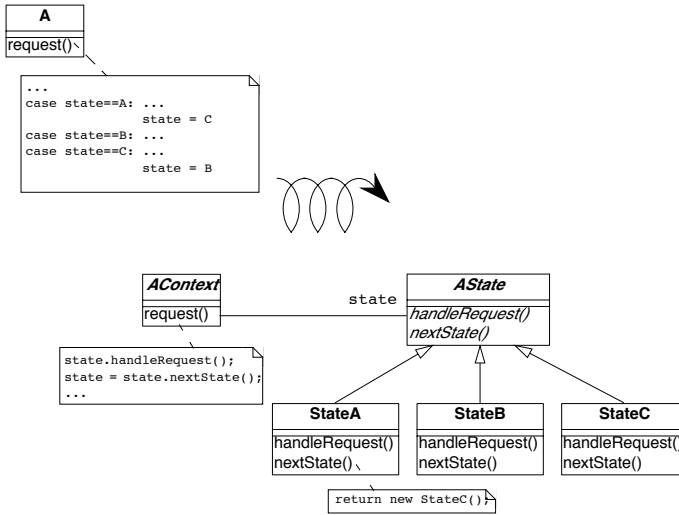 A
request()
...
case state==A: ...
state = C
case state==B: ...
case state==C: ...
state = B
AContext
request()
state
AState
handleRequest()
nextState()
state.handleRequest();
state = state.nextState();
...
StateA
handleRequest()
nextState()
StateB
handleRequest()
nextState()
StateC
handleRequest()
nextState()
return new StateC();